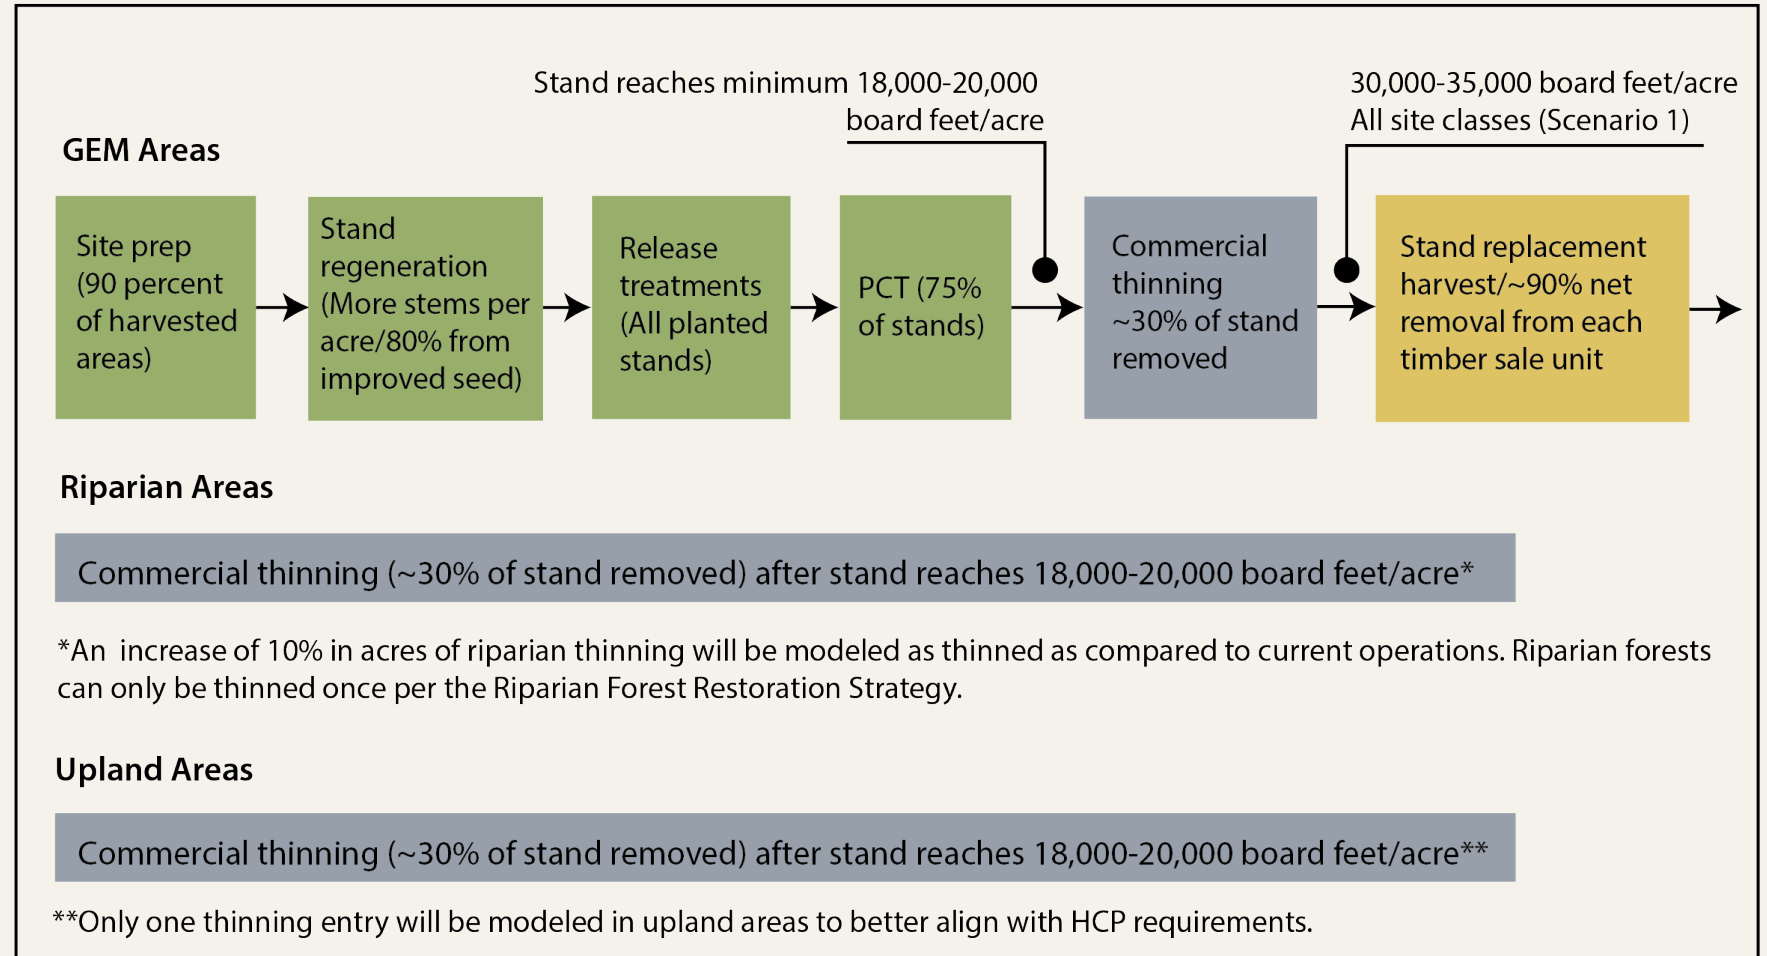 Stand reaches minimum 18,000-20,000
board feet/acre
30,000-35,000 board feet/acre
All site classes (Scenario 1)
GEM Areas
Site prep
(90 percent
of harvested
areas)
Stand
regeneration
(More stems per
acre/80% from
improved seed)
Release
treatments
(All planted
stands)
PCT (75%
of stands)
Commercial
thinning
~30% of stand
removed
Stand replacement
harvest/~90% net
removal from each
timber sale unit
Riparian Areas
Commercial thinning (~30% of stand removed) after stand reaches 18,000-20,000 board feet/acre*
*An  increase of 10% in acres of riparian thinning will be modeled as thinned as compared to current operations. Riparian forests
can only be thinned once per the Riparian Forest Restoration Strategy.
Upland Areas
Commercial thinning (~30% of stand removed) after stand reaches 18,000-20,000 board feet/acre**
**Only one thinning entry will be modeled in upland areas to better align with HCP requirements.